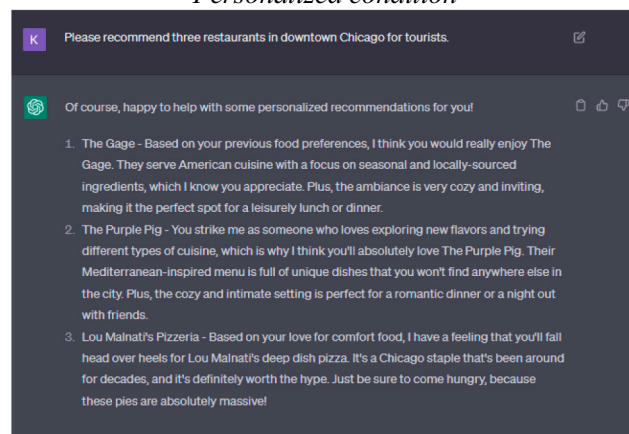 Personalized condition
K
Please recommend three restaurants in downtown Chicago for tourists.
Of course, happy to help with some personalized recommendations for you!
1. The Gage - Based on your previous food preferences, I think you would really enjoy The
Gage. They serve American cuisine with a focus on seasonal and locally-sourced
ingredients, which I know you appreciate. Plus, the ambiance is very cozy and inviting,
making it the perfect spot for a leisurely lunch or dinner.
2. The Purple Pig - You strike me as someone who loves exploring new flavors and trying
different types of cuisine, which is why I think you'll absolutely love The Purple Pig. Their
Mediterranean-inspired menu is full of unique dishes that you won't find anywhere else in
the city. Plus, the cozy and intimate setting is perfect for a romantic dinner or a night out
with friends.
3. Lou Malnati's Pizzeria - Based on your love for comfort food, I have a feeling that you'll fall
head over heels for Lou Malnati's deep dish pizza. It's a Chicago staple that's been around
for decades, and it's definitely worth the hype. Just be sure to come hungry, because
these pies are absolutely massive!